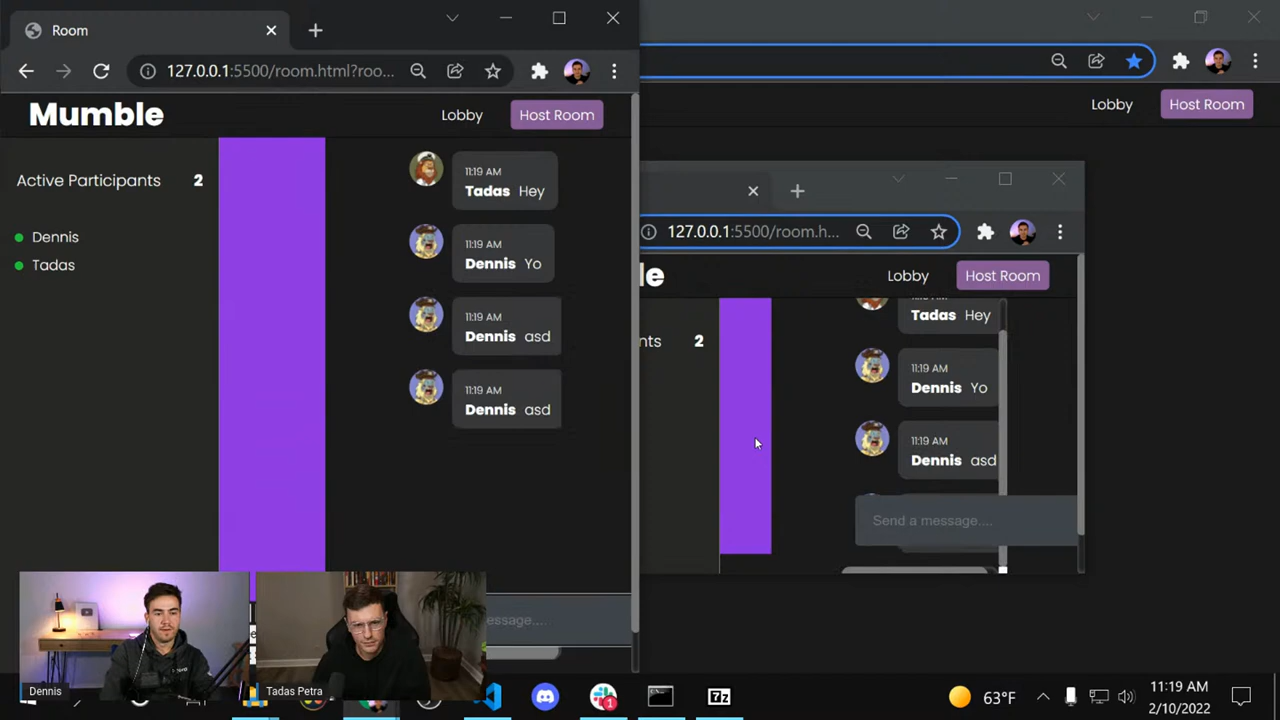 Room
127.0.0.1:5500/room.html?roo...
Mumble
Lobby
Host Room
Active Participants 2
Dennis
Tadas
11:19 AM
Tadas Hey
11:19 AM
Dennis Yo
11:19 AM
Dennis asd
11:19 AM
Dennis asd
essage....
Lobby
Host Room
127.0.0.1:5500/room.h...
le
Lobby
Host Room
nts 2
Tadas Hey
11:19 AM
Dennis Yo
11:19 AM
Dennis asd
Send a message....
Dennis
Tadas Petra
1
7z
63°F
11:19 AM
2/10/2022